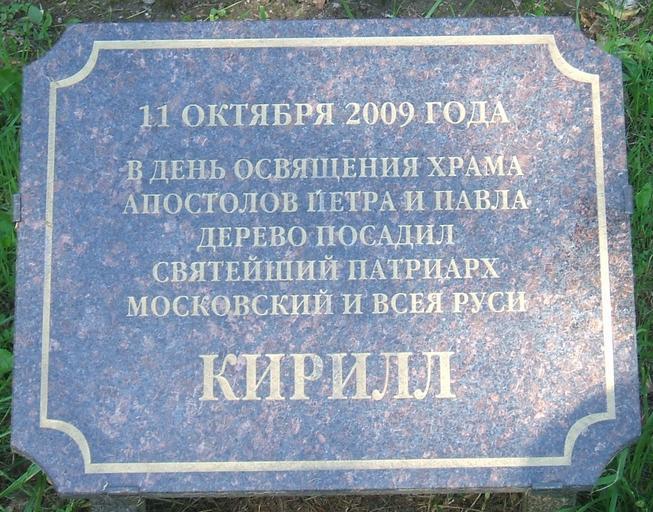 11 ОКТЯБРЯ 2009 ГОДА
В ДЕНЬ ОСВЯЩЕНИЯ ХРАМА
АПОСТОЛОВ ПЕТРА И ПАВЛА
ДЕРЕВО ПОСАДИЛ
СВЯТЕЙШИЙ ПАТРИАРХ
МОСКОВСКИЙ И ВСЕЯ РУСИ
КИРИЛЛ